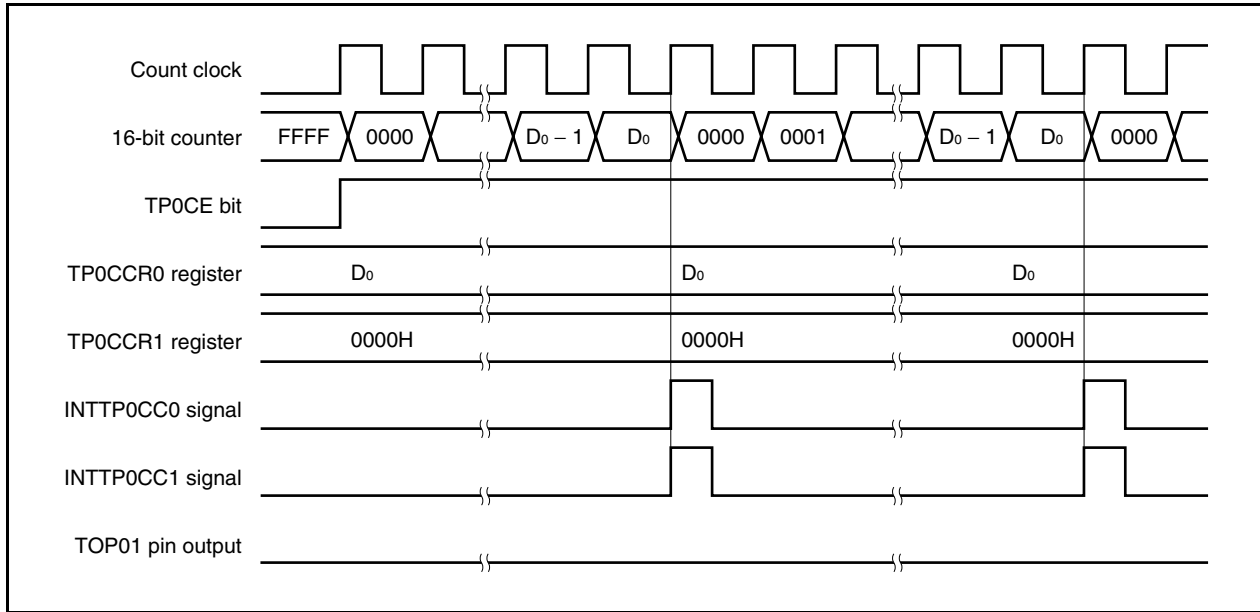 Count clock
16-bit counter FFFF 0000 D₀ − 1 D₀ 0000 0001 D₀ − 1 D₀ 0000
TP0CE bit
TP0CCR0 register D₀ D₀ D₀
TP0CCR1 register 0000H 0000H 0000H
INTTP0CC0 signal
INTTP0CC1 signal
TOP01 pin output